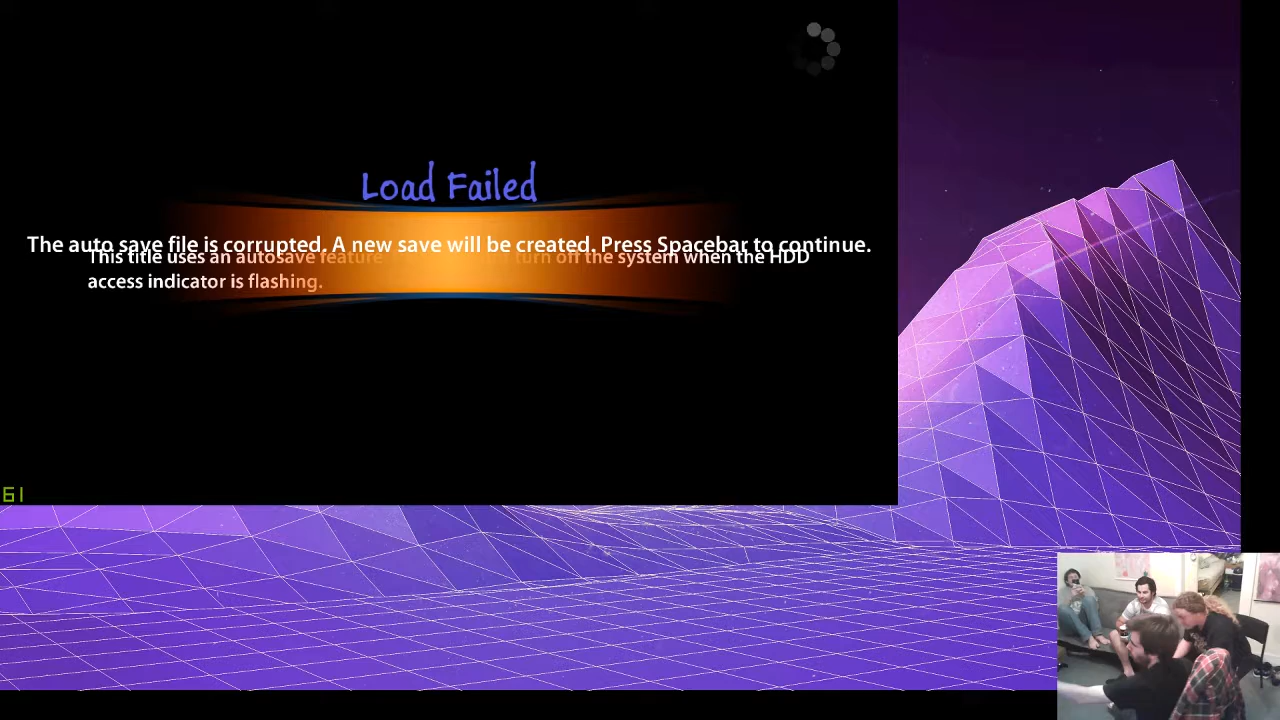 Load Failed
The auto save file is corrupted. A new save will be created. Press Spacebar to continue.
This title uses an autosave feature turn off the system when the HDD
access indicator is flashing.
61